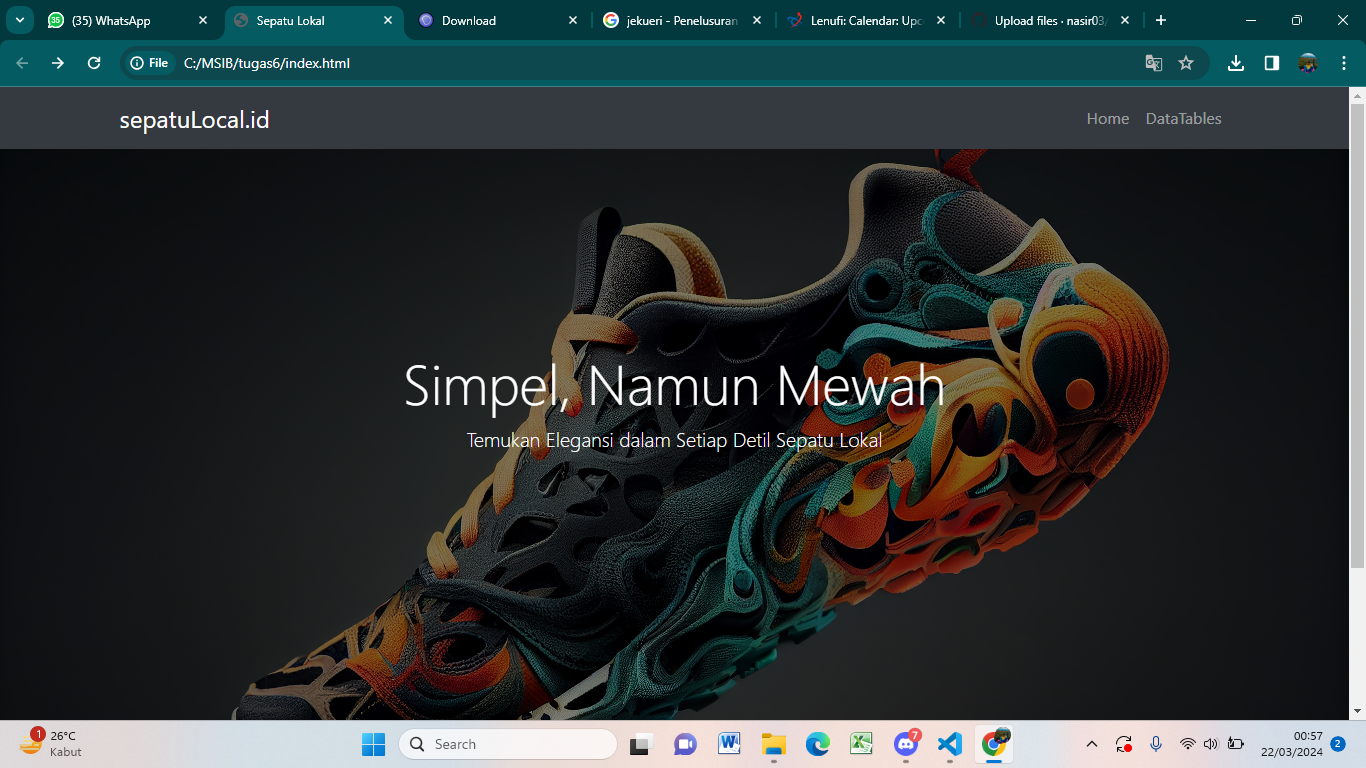 (35) WhatsApp
Sepatu Lokal
Download
jekueri - Penelusuran
Lenufi: Calendar: Upc
Upload files · nasir03/
File
C:/MSIB/tugas6/index.html
sepatuLocal.id
Home
DataTables
Simpel, Namun Mewah
Temukan Elegansi dalam Setiap Detil Sepatu Lokal
1
26°C
Kabut
Search
7
00:57
22/03/2024
2